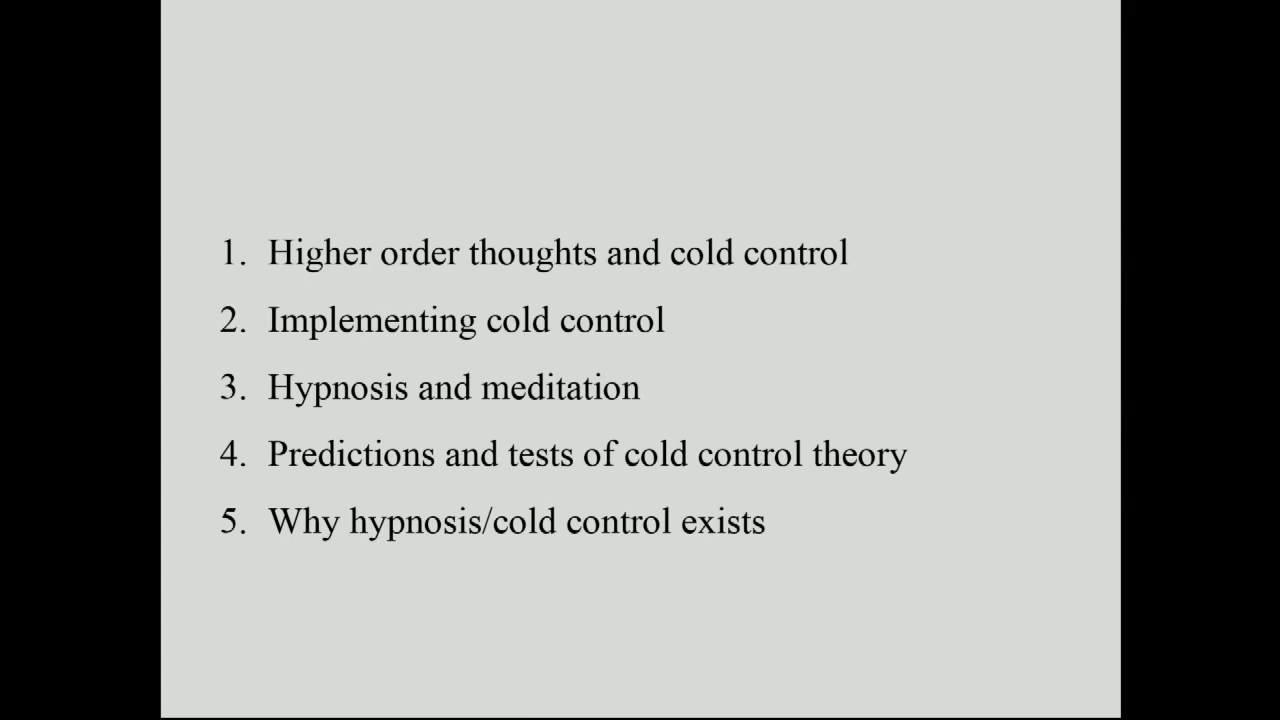 1. Higher order thoughts and cold control
2. Implementing cold control
3. Hypnosis and meditation
4. Predictions and tests of cold control theory
5. Why hypnosis/cold control exists